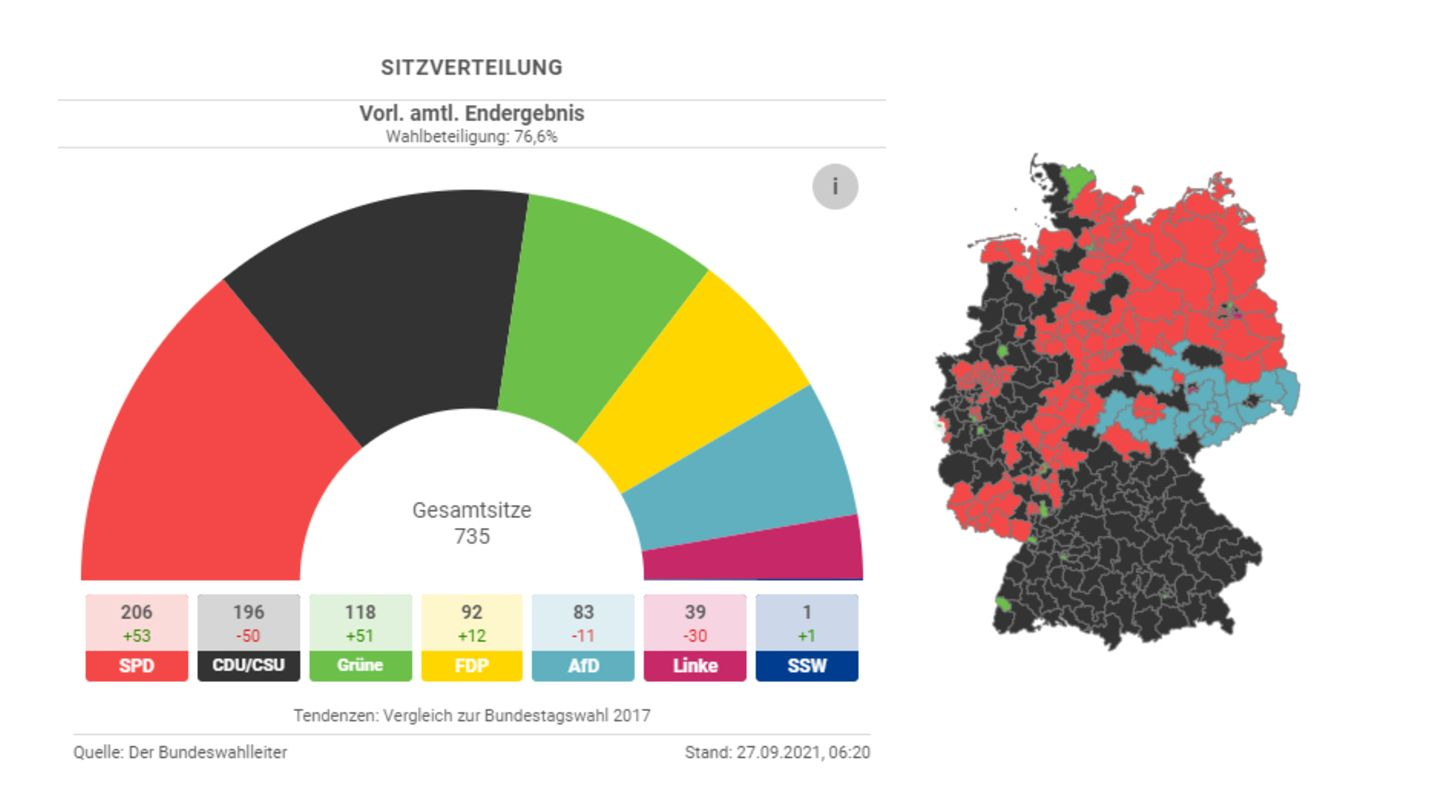 SITZVERTEILUNG
Vorl. amtl. Endergebnis
Wahlbeteiligung: 76,6%
i
Gesamtsitze
735
206 196 118 92 83 39 1
+53 -50 +51 +12 -11 -30 +1
SPD CDU/CSU Grüne FDP AfD Linke SSW
Tendenzen: Vergleich zur Bundestagswahl 2017
Quelle: Der Bundeswahlleiter Stand: 27.09.2021, 06:20